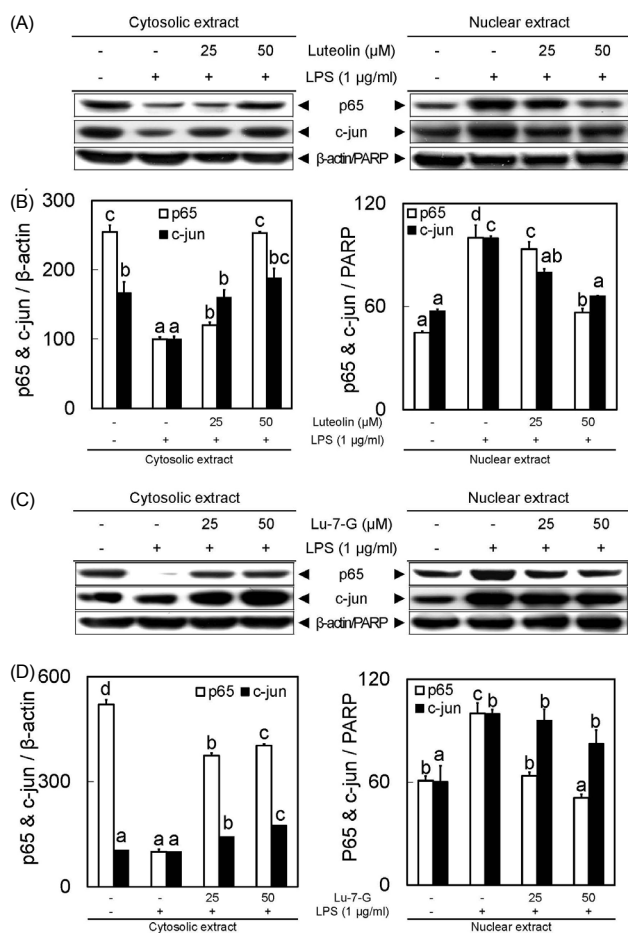 (A)
Cytosolic extract
Nuclear extract
- - 25 50 Luteolin (µM) - - 25 50
- + + + LPS (1 µg/ml) - + + +
p65
c-jun
β-actin/PARP
(B)
p65 & c-jun / β-actin
300
200
100
0
p65
c-jun
c b a a b b c bc
p65 & c-jun / PARP
120
60
0
p65
c-jun
a a d c c ab b a
Luteolin (µM) - - 25 50 - - 25 50
LPS (1 µg/ml) - + + + - + + +
Cytosolic extract
Nuclear extract
(C)
Cytosolic extract
Nuclear extract
- - 25 50 Lu-7-G (µM) - - 25 50
- + + + LPS (1 µg/ml) - + + +
p65
c-jun
β-actin/PARP
(D)
p65 & c-jun / β-actin
600
300
0
p65
c-jun
d a a a b b c c
P65 & c-jun / PARP
120
60
0
p65
c-jun
b a c b b b a b
Lu-7-G - - 25 50 - - 25 50
LPS (1 µg/ml) - + + + - + + +
Cytosolic extract
Nuclear extract